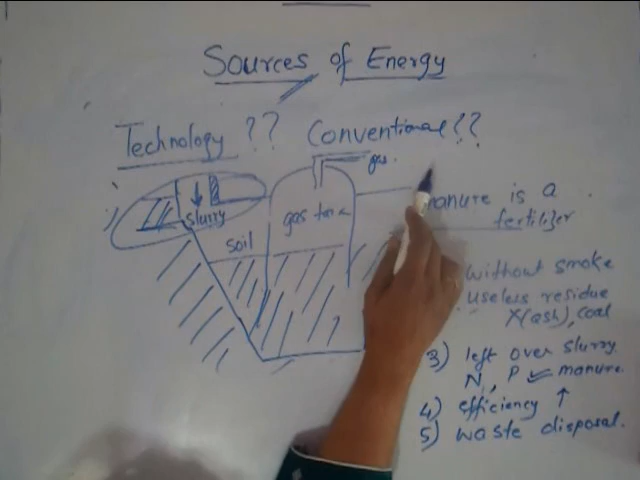 Sources of Energy
Technology ?? Conventional ??
gas.
slurry
gas tank
soil
manure is a
fertilizer
without smoke
useless residue
X(ash), coal
3) left over slurry.
N, P ← manure.
4) efficiency ↑
5) waste disposal.